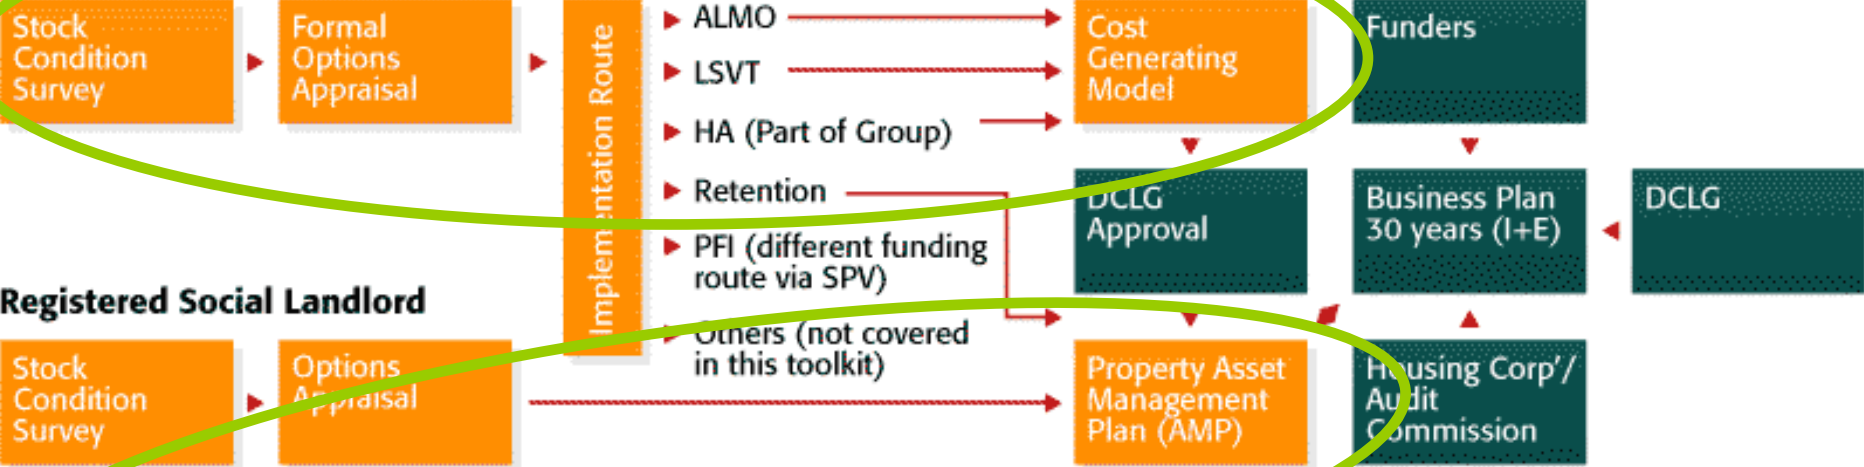 Stock
Condition
Survey
Formal
Options
Appraisal
Implementation Route
ALMO
LSVT
HA (Part of Group)
Retention
PFI (different funding
route via SPV)
Others (not covered
in this toolkit)
Cost
Generating
Model
Funders
DCLG
Approval
Business Plan
30 years (I+E)
DCLG
Registered Social Landlord
Stock
Condition
Survey
Options
Appraisal
Property Asset
Management
Plan (AMP)
Housing Corp'/
Audit
Commission